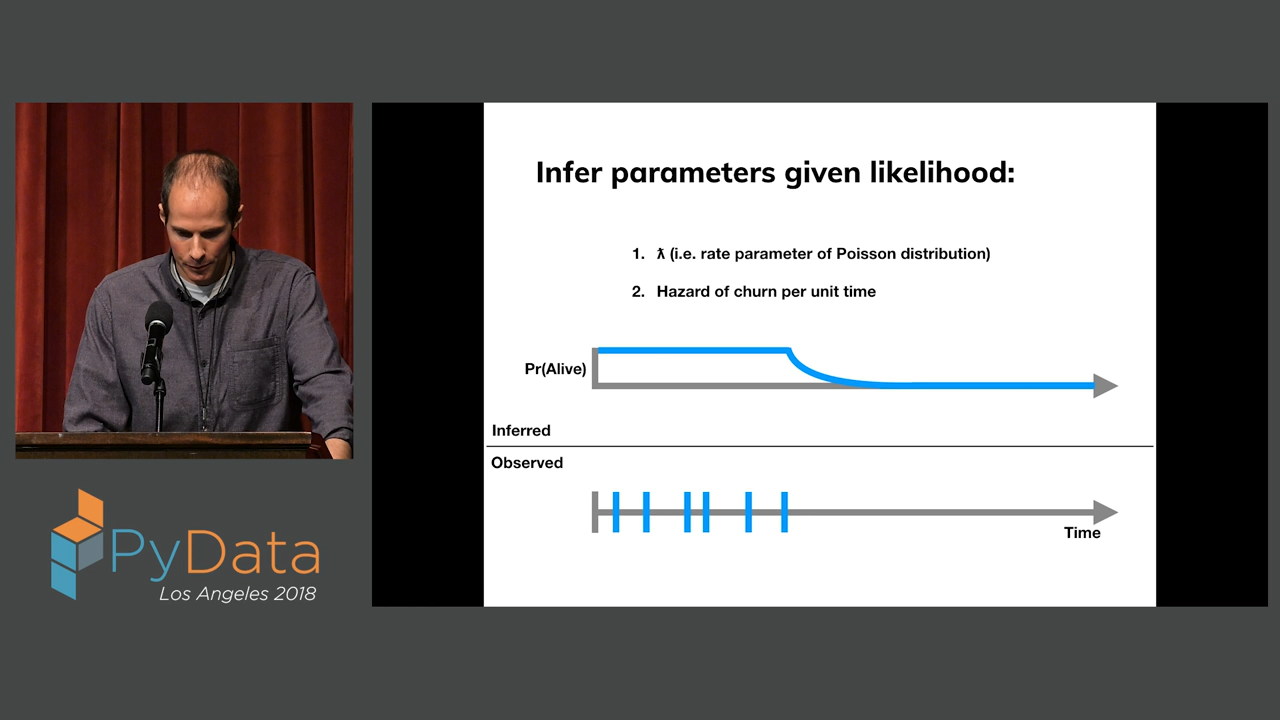 Infer parameters given likelihood:
1. ƛ (i.e. rate parameter of Poisson distribution)
2. Hazard of churn per unit time
Pr(Alive)
Inferred
Observed
Time
PyData
Los Angeles 2018